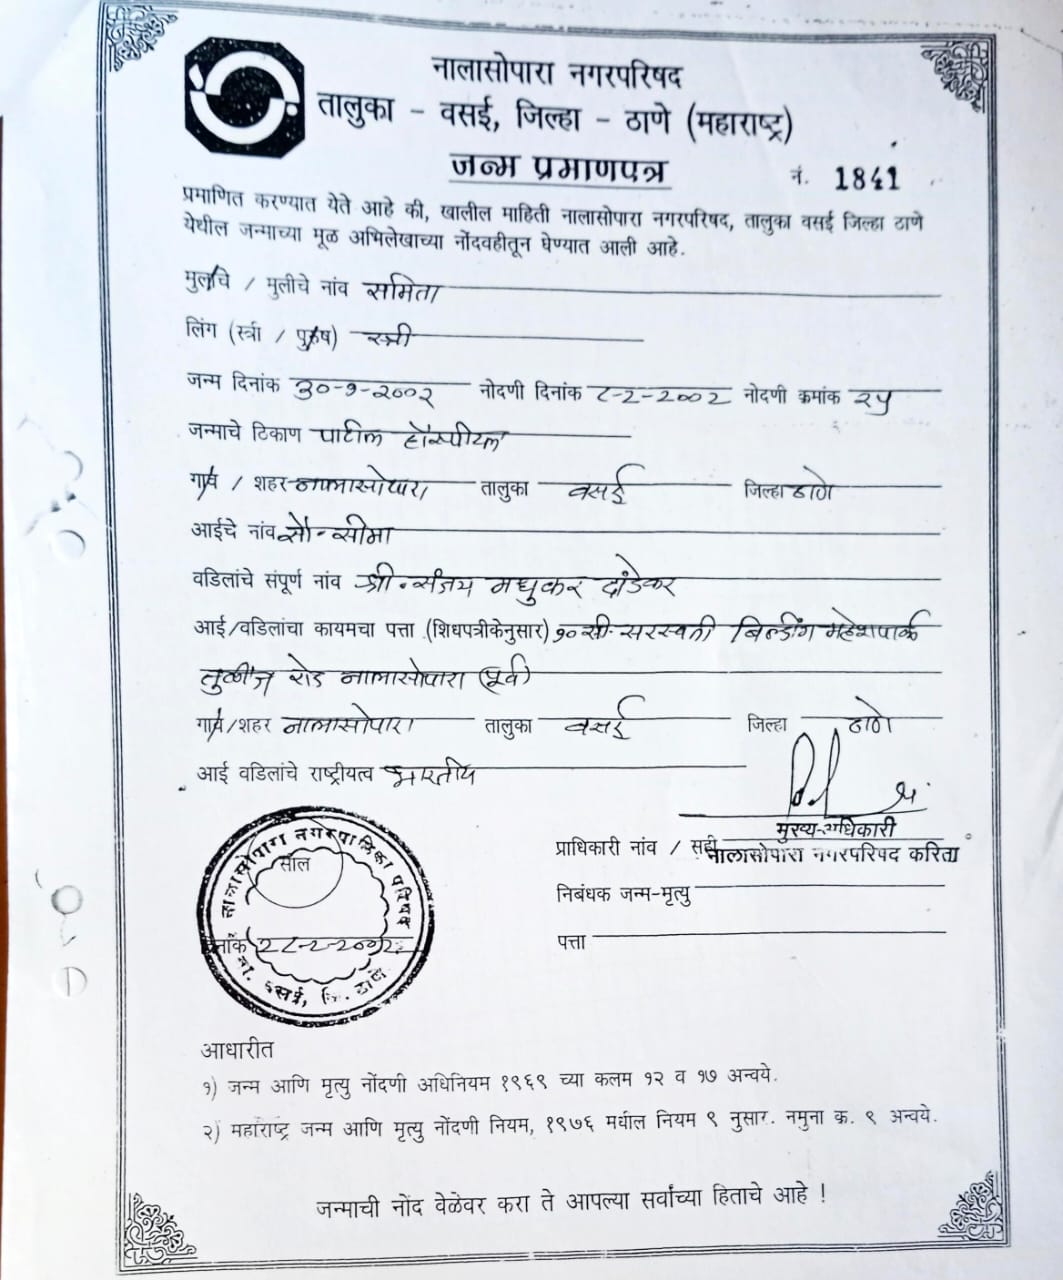 नालासोपारा नगरपरिषद
तालुका - वसई, जिल्हा - ठाणे (महाराष्ट्र)
जन्म प्रमाणपत्र
नं. 1841
प्रमाणित करण्यात येते आहे की, खालील माहिती नालासोपारा नगरपरिषद, तालुका वसई जिल्हा ठाणे
येथील जन्माच्या मूळ अभिलेखाच्या नोंदवहीतून घेण्यात आली आहे.
मुलाचे / मुलीचे नांव समिता
लिंग (स्त्री / पुरुष) स्त्री
जन्म दिनांक ३०-१-२००२ नोदणी दिनांक ८-२-२००२ नोदणी क्रमांक २५
जन्माचे ठिकाण पाटील हॉस्पीटल
गाव / शहर नालासोपारा तालुका वसई जिल्हा ठाणे
आईचे नांव सौ. सीमा
वडिलांचे संपूर्ण नांव श्री. संजय मधुकर दांडेकर
आई/वडिलांचा कायमचा पत्ता (शिधपत्रीकेनुसार) १० सी. सरस्वती बिल्डींग महेशपार्क
तुळींज रोड नालासोपारा (पूर्व)
गाव/शहर नालासोपारा तालुका वसई जिल्हा ठाणे
आई वडिलांचे राष्ट्रीयत्व भारतीय
मुख्य-अधिकारी
प्राधिकारी नांव / सही नालासोपारा नगरपरिषद करिता
निबंधक जन्म-मृत्यु
पत्ता
नालासोपारा नगरपालिका परिषद
सील
दिनांक २८-२-२००२
ता. वसई, जि. ठाणे
आधारीत
१) जन्म आणि मृत्यु नोंदणी अधिनियम १९६९ च्या कलम १२ व १७ अन्वये.
२) महाराष्ट्र जन्म आणि मृत्यु नोंदणी नियम, १९७६ मधील नियम ९ नुसार. नमुना क्र. ९ अन्वये.
जन्माची नोंद वेळेवर करा ते आपल्या सर्वांच्या हिताचे आहे !